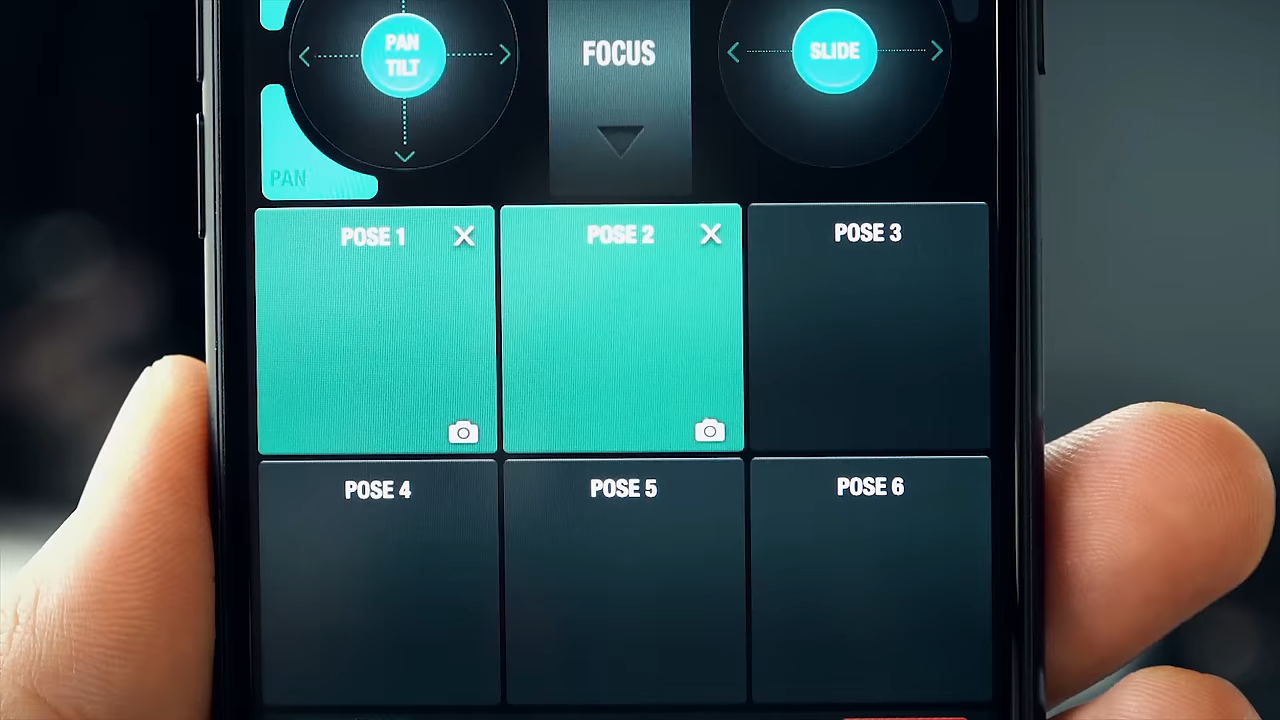 PAN
TILT
FOCUS
SLIDE
PAN
POSE 1
POSE 2
POSE 3
POSE 4
POSE 5
POSE 6